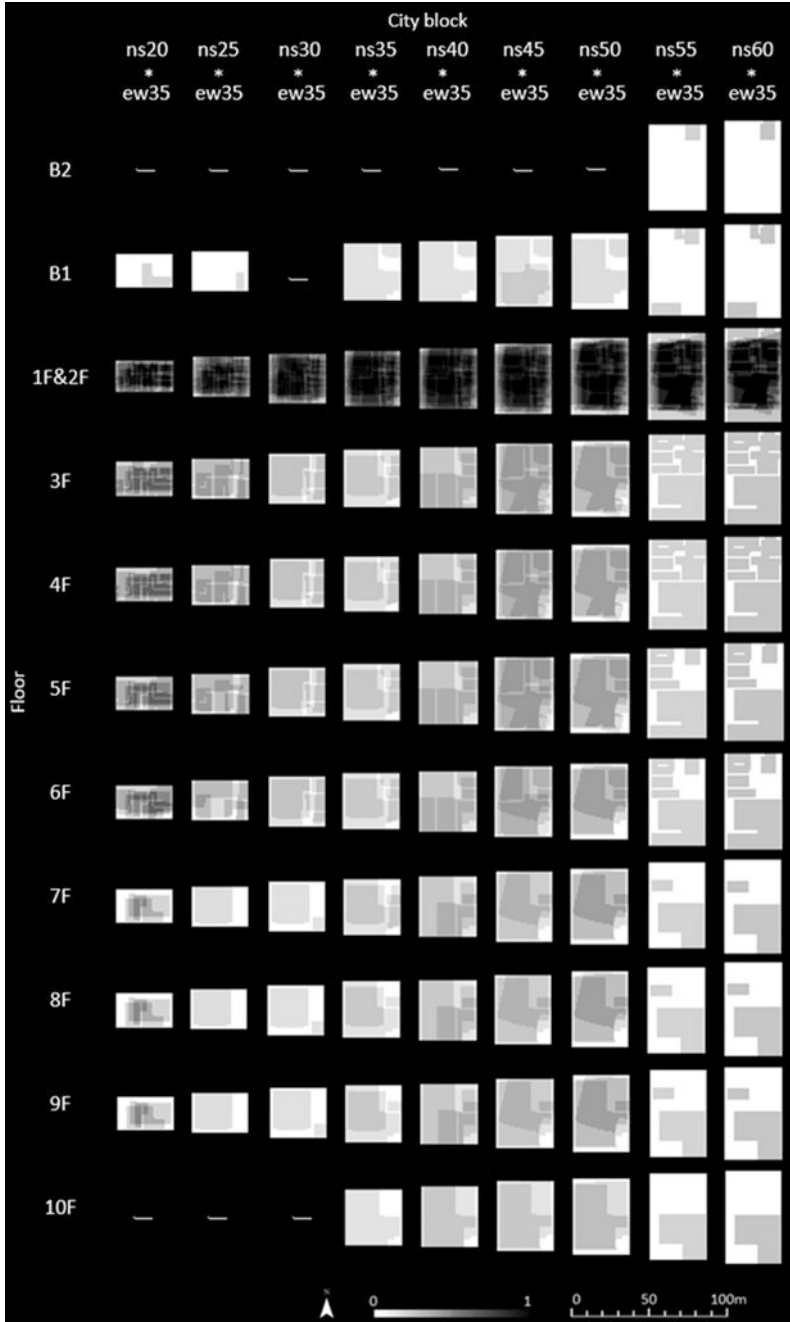 City block
ns20 ns25 ns30 ns35 ns40 ns45 ns50 ns55 ns60
* * * * * * * * *
ew35 ew35 ew35 ew35 ew35 ew35 ew35 ew35 ew35
B2
B1
1F&2F
3F
4F
Floor
5F
6F
7F
8F
9F
10F
N
0 1
0 50 100m